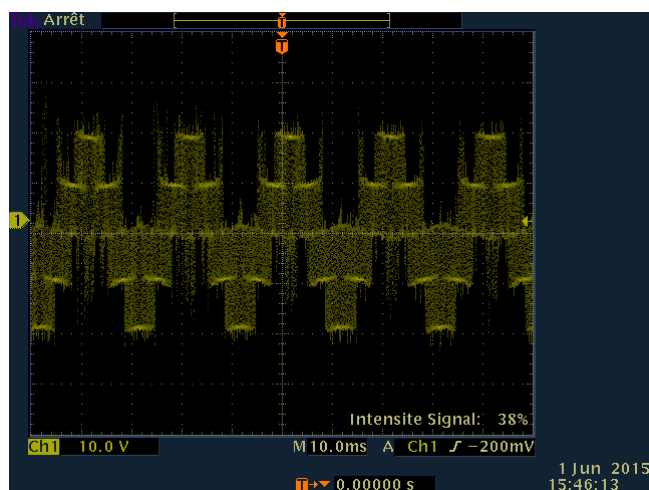 Tek Arrêt
T
T
1
Intensite Signal: 38%
Ch1 10.0 V M 10.0ms A Ch1 ∫ −200mV
T→▼ 0.00000 s
1 Jun 2015
15:46:13